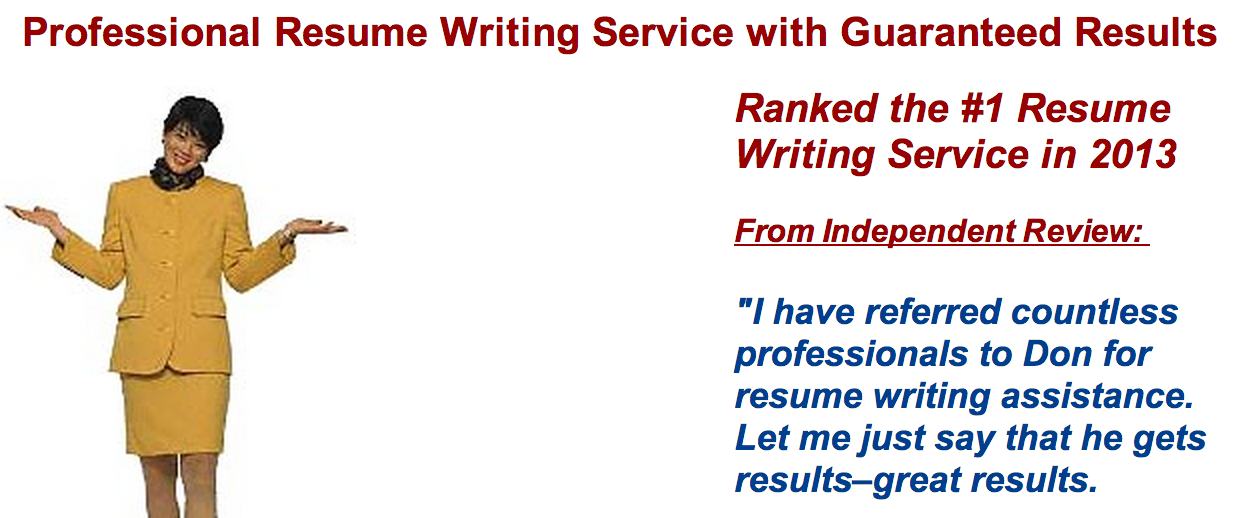 Professional Resume Writing Service with Guaranteed Results
Ranked the #1 Resume
Writing Service in 2013
From Independent Review:
"I have referred countless
professionals to Don for
resume writing assistance.
Let me just say that he gets
results–great results.